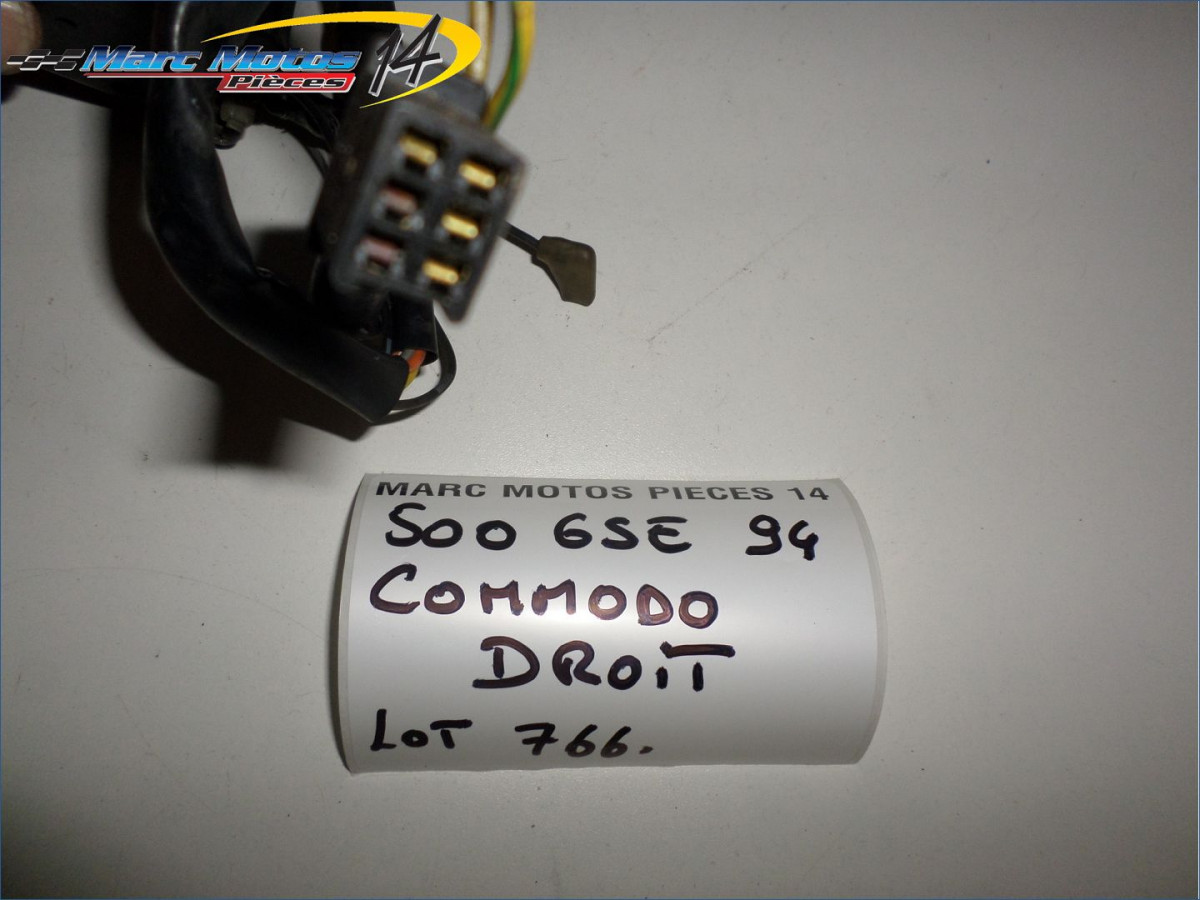 Marc Motos 14
Pièces
MARC MOTOS PIECES 14
500 GSE 94
COMMODO
DROIT
LOT 766.